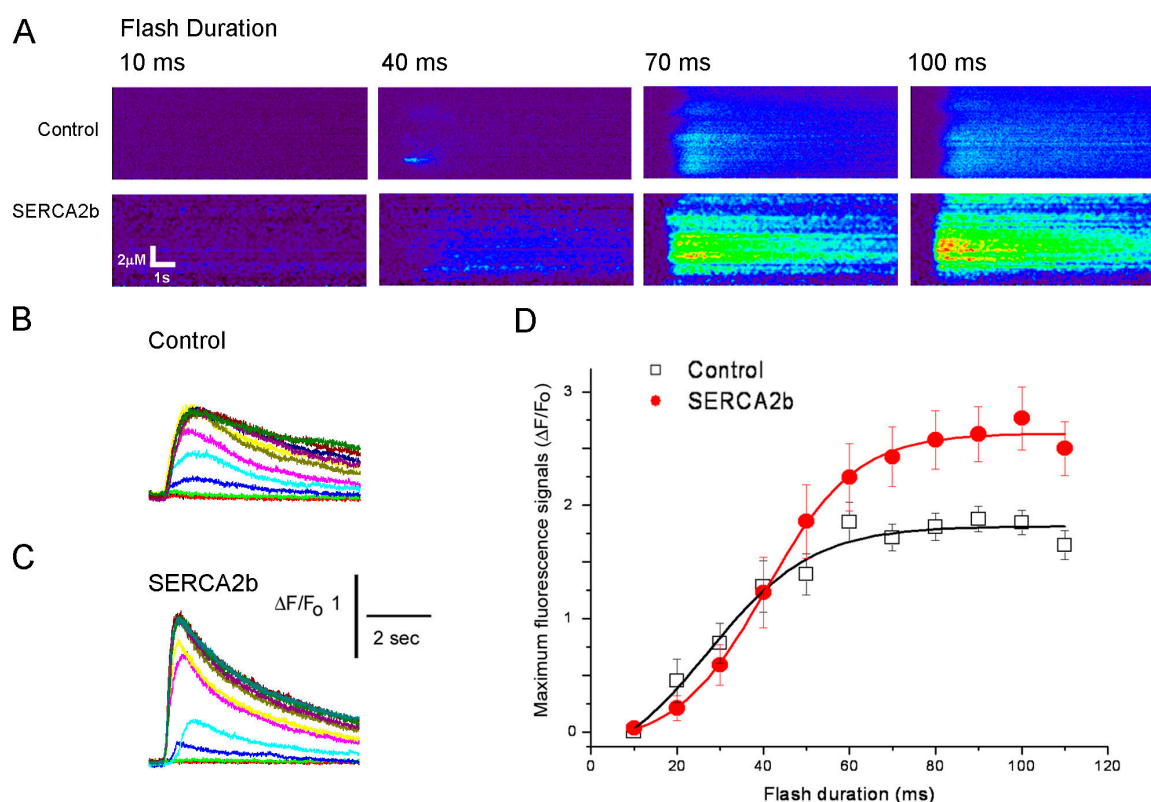 A
Flash Duration
10 ms
40 ms
70 ms
100 ms
Control
SERCA2b
2μM
1s
B
Control
C
SERCA2b
ΔF/F₀ 1
2 sec
D
Control
SERCA2b
Maximum fluorescence signals (ΔF/F₀)
3
2
1
0
0 20 40 60 80 100 120
Flash duration (ms)